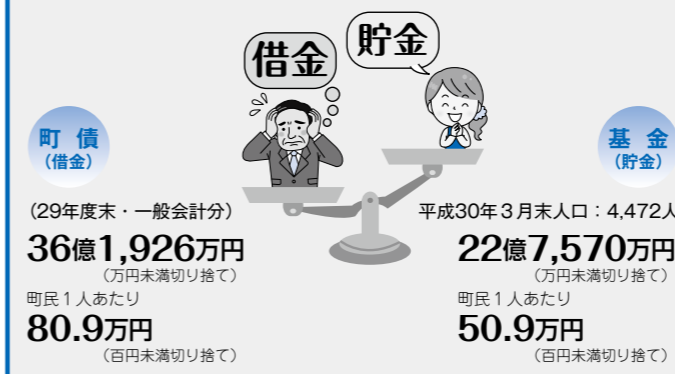 借金
貯金
町 債
(借金)
(29年度末・一般会計分)
36億1,926万円
(万円未満切り捨て)
町民1人あたり
80.9万円
(百円未満切り捨て)
基 金
(貯金)
平成30年3月末人口:4,472人
22億7,570万円
(万円未満切り捨て)
町民1人あたり
50.9万円
(百円未満切り捨て)